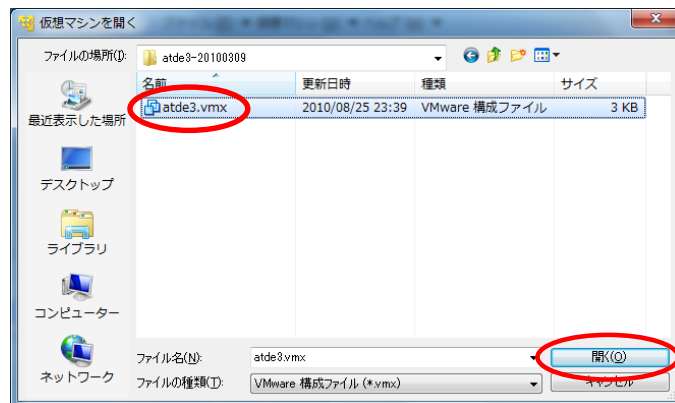 仮想マシンを開く
ファイルの場所(I): atde3-20100309
名前 更新日時 種類 サイズ
atde3.vmx 2010/08/25 23:39 VMware 構成ファイル 3 KB
最近表示した場所
デスクトップ
ライブラリ
コンピューター
ネットワーク
ファイル名(N): atde3.vmx 開く(O)
ファイルの種類(T): VMware 構成ファイル (*.vmx) キャンセル